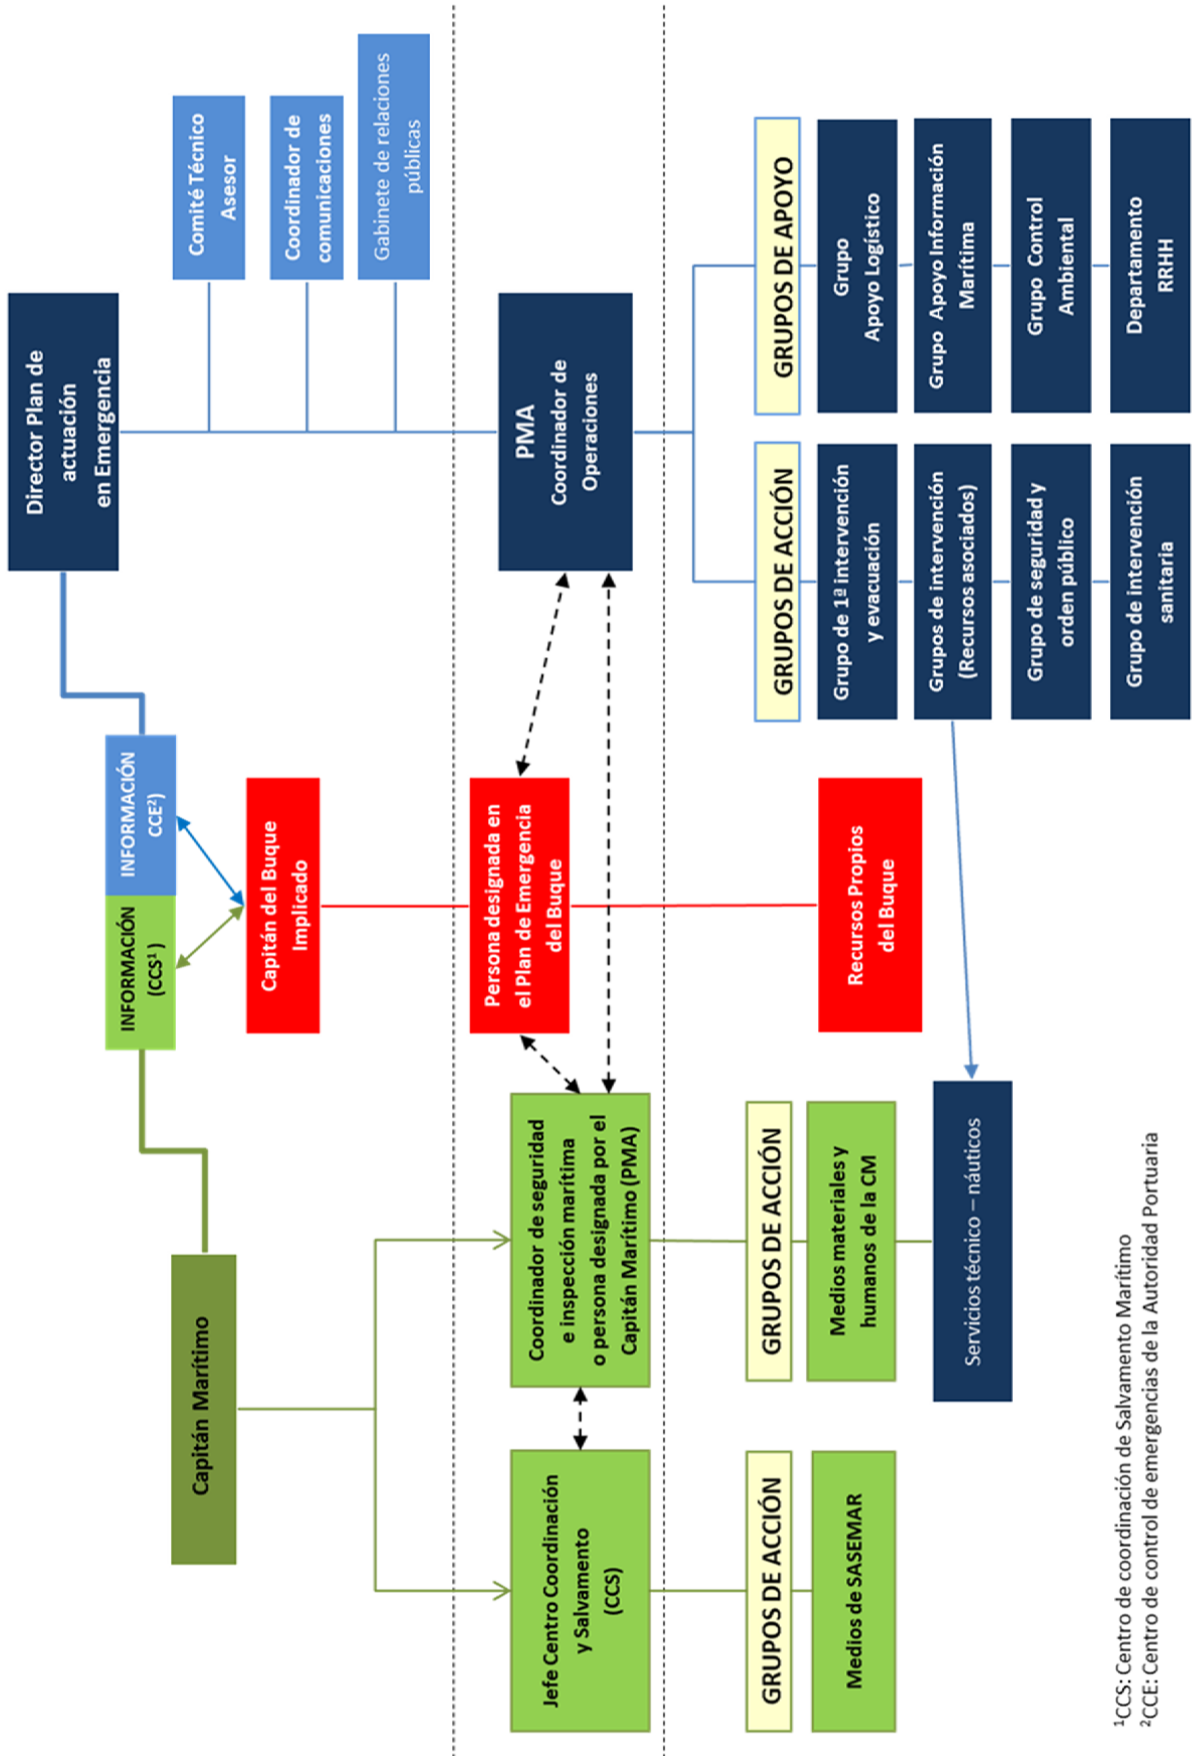 Director Plan de
actuación
en Emergencia
Comité Técnico
Asesor
Coordinador de
comunicaciones
Gabinete de relaciones
públicas
INFORMACIÓN
(CCS¹)
INFORMACIÓN
CCE²)
Capitán Marítimo
Capitán del Buque
Implicado
Jefe Centro Coordinación
y Salvamento
(CCS)
Coordinador de seguridad
e inspección marítima
o persona designada por el
Capitán Marítimo (PMA)
Persona designada en
el Plan de Emergencia
del Buque
PMA
Coordinador de
Operaciones
GRUPOS DE ACCIÓN
Medios de SASEMAR
GRUPOS DE ACCIÓN
Medios materiales y
humanos de la CM
Servicios técnico – náuticos
Recursos Propios
del Buque
GRUPOS DE ACCIÓN
Grupo de 1ª intervención
y evacuación
Grupos de intervención
(Recursos asociados)
Grupo de seguridad y
orden público
Grupo de intervención
sanitaria
GRUPOS DE APOYO
Grupo
Apoyo Logístico
Grupo Apoyo Información
Marítima
Grupo Control
Ambiental
Departamento
RRHH
¹CCS: Centro de coordinación de Salvamento Marítimo
²CCE: Centro de control de emergencias de la Autoridad Portuaria